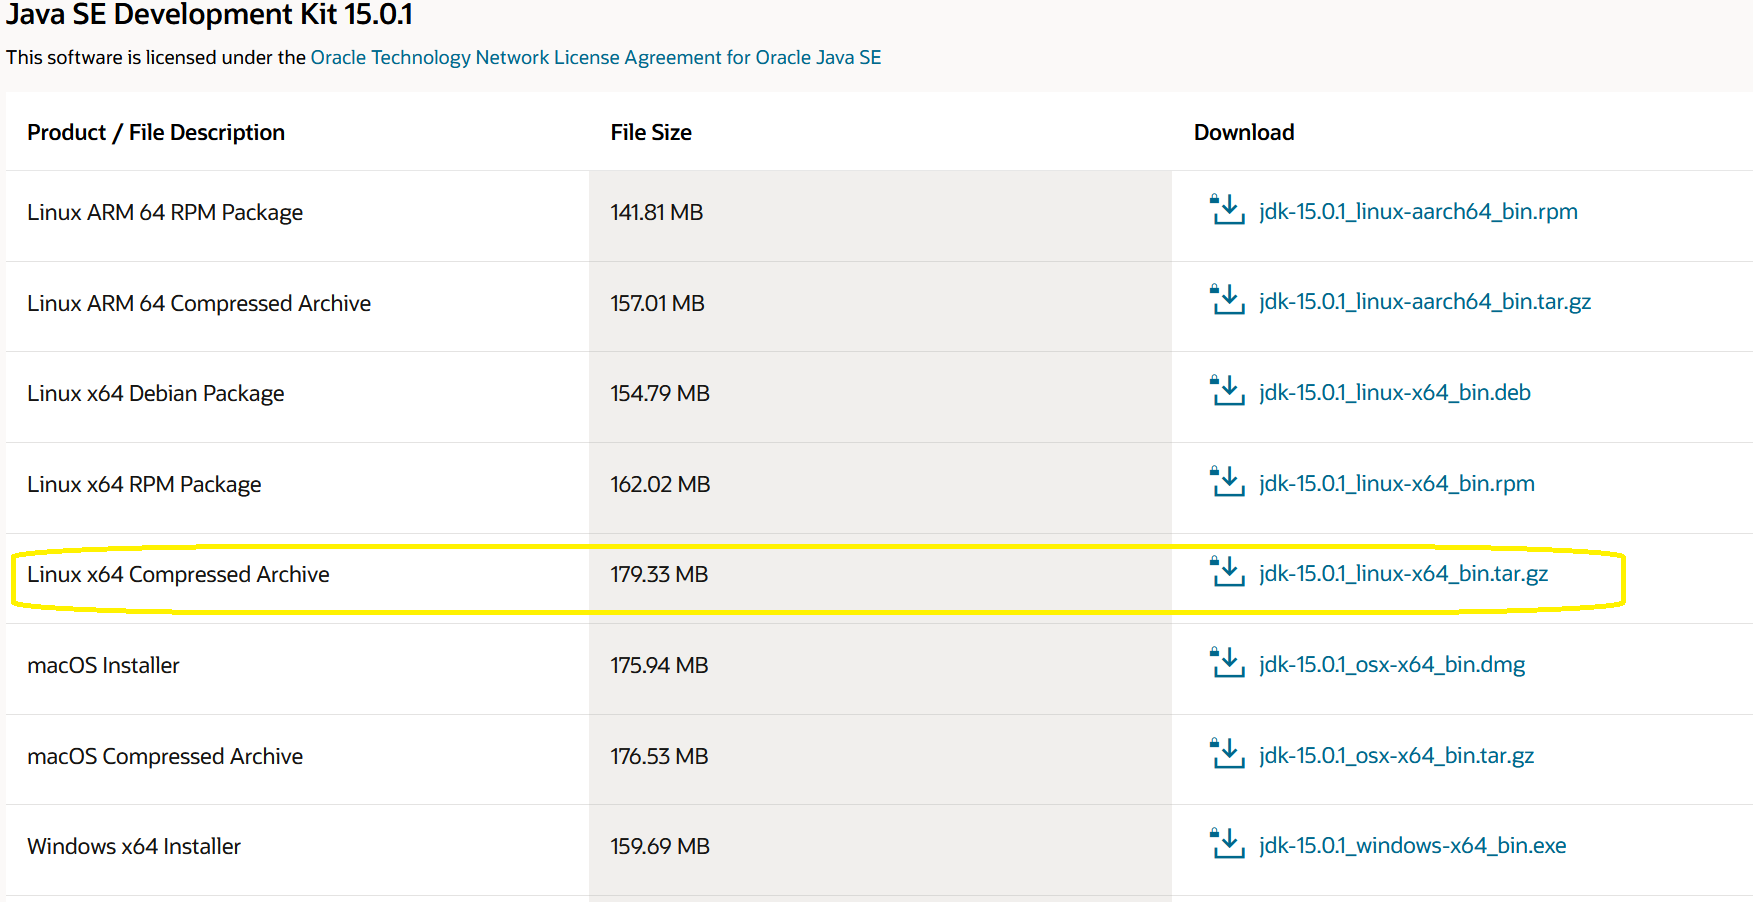 Java SE Development Kit 15.0.1
This software is licensed under the Oracle Technology Network License Agreement for Oracle Java SE
Product / File Description File Size Download
Linux ARM 64 RPM Package 141.81 MB jdk-15.0.1_linux-aarch64_bin.rpm
Linux ARM 64 Compressed Archive 157.01 MB jdk-15.0.1_linux-aarch64_bin.tar.gz
Linux x64 Debian Package 154.79 MB jdk-15.0.1_linux-x64_bin.deb
Linux x64 RPM Package 162.02 MB jdk-15.0.1_linux-x64_bin.rpm
Linux x64 Compressed Archive 179.33 MB jdk-15.0.1_linux-x64_bin.tar.gz
macOS Installer 175.94 MB jdk-15.0.1_osx-x64_bin.dmg
macOS Compressed Archive 176.53 MB jdk-15.0.1_osx-x64_bin.tar.gz
Windows x64 Installer 159.69 MB jdk-15.0.1_windows-x64_bin.exe